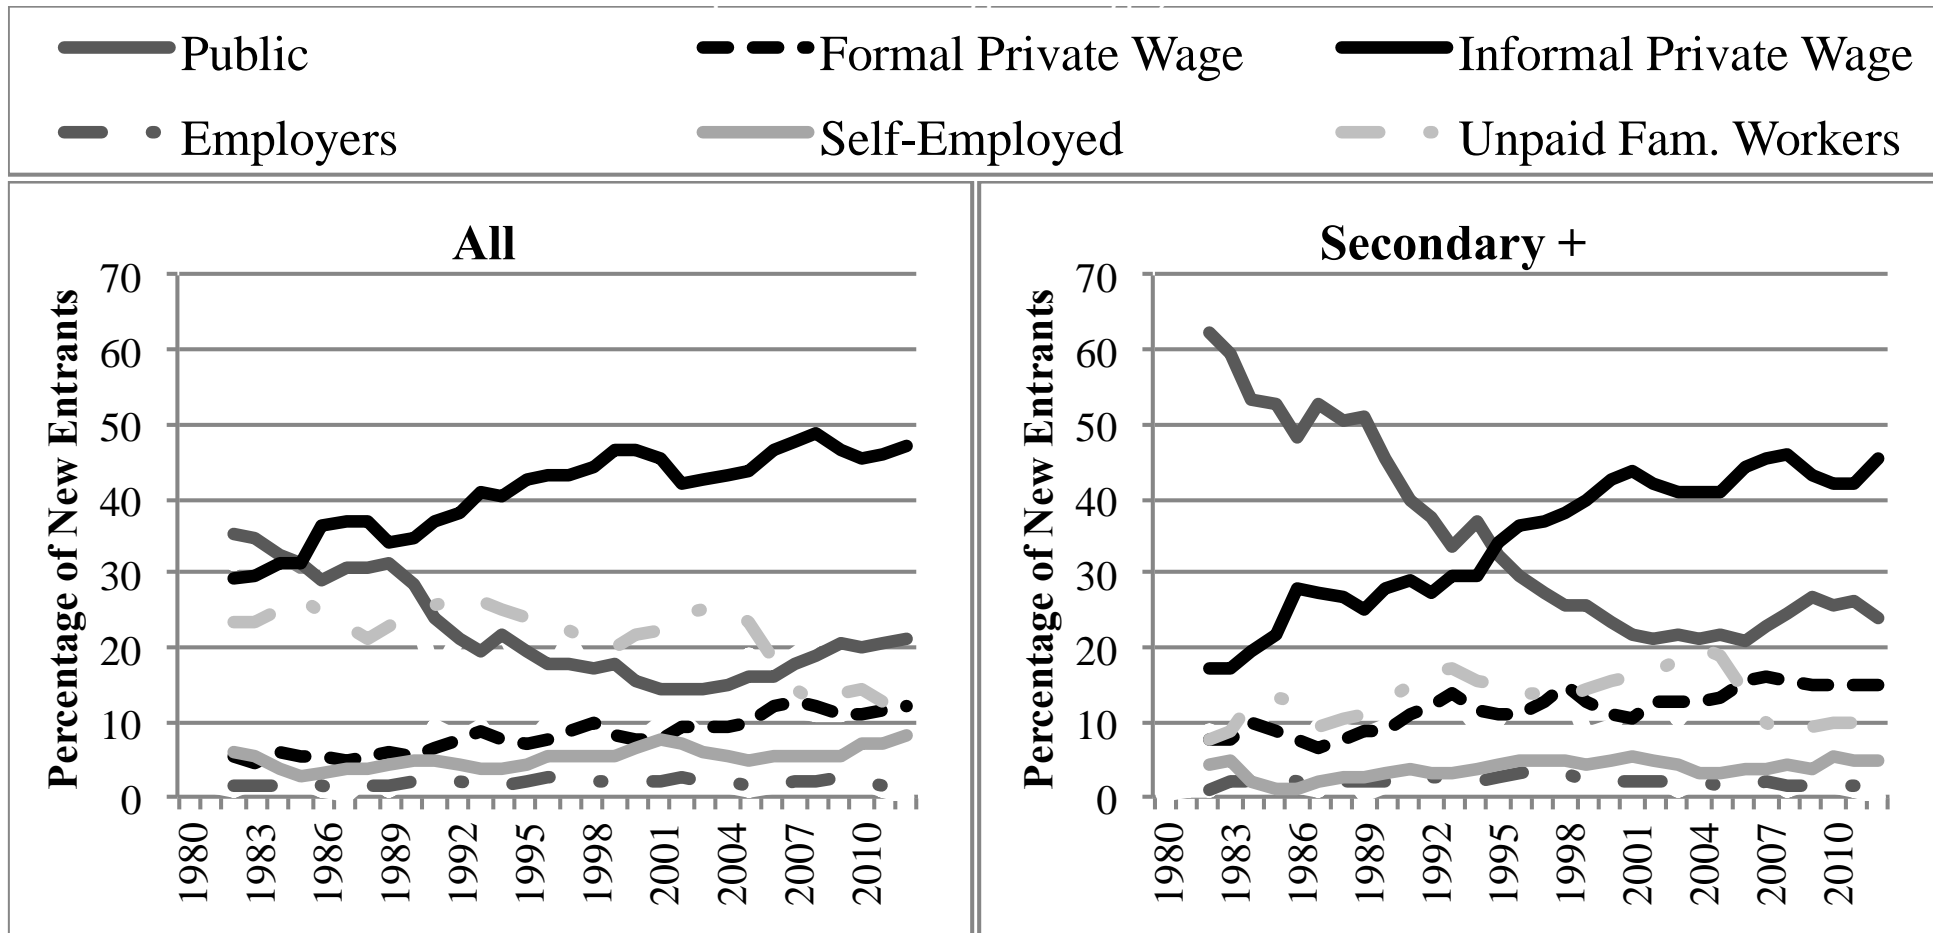 Public Formal Private Wage Informal Private Wage
Employers Self-Employed Unpaid Fam. Workers
All
Percentage of New Entrants
70
60
50
40
30
20
10
0
1980 1983 1986 1989 1992 1995 1998 2001 2004 2007 2010
Secondary +
Percentage of New Entrants
70
60
50
40
30
20
10
0
1980 1983 1986 1989 1992 1995 1998 2001 2004 2007 2010